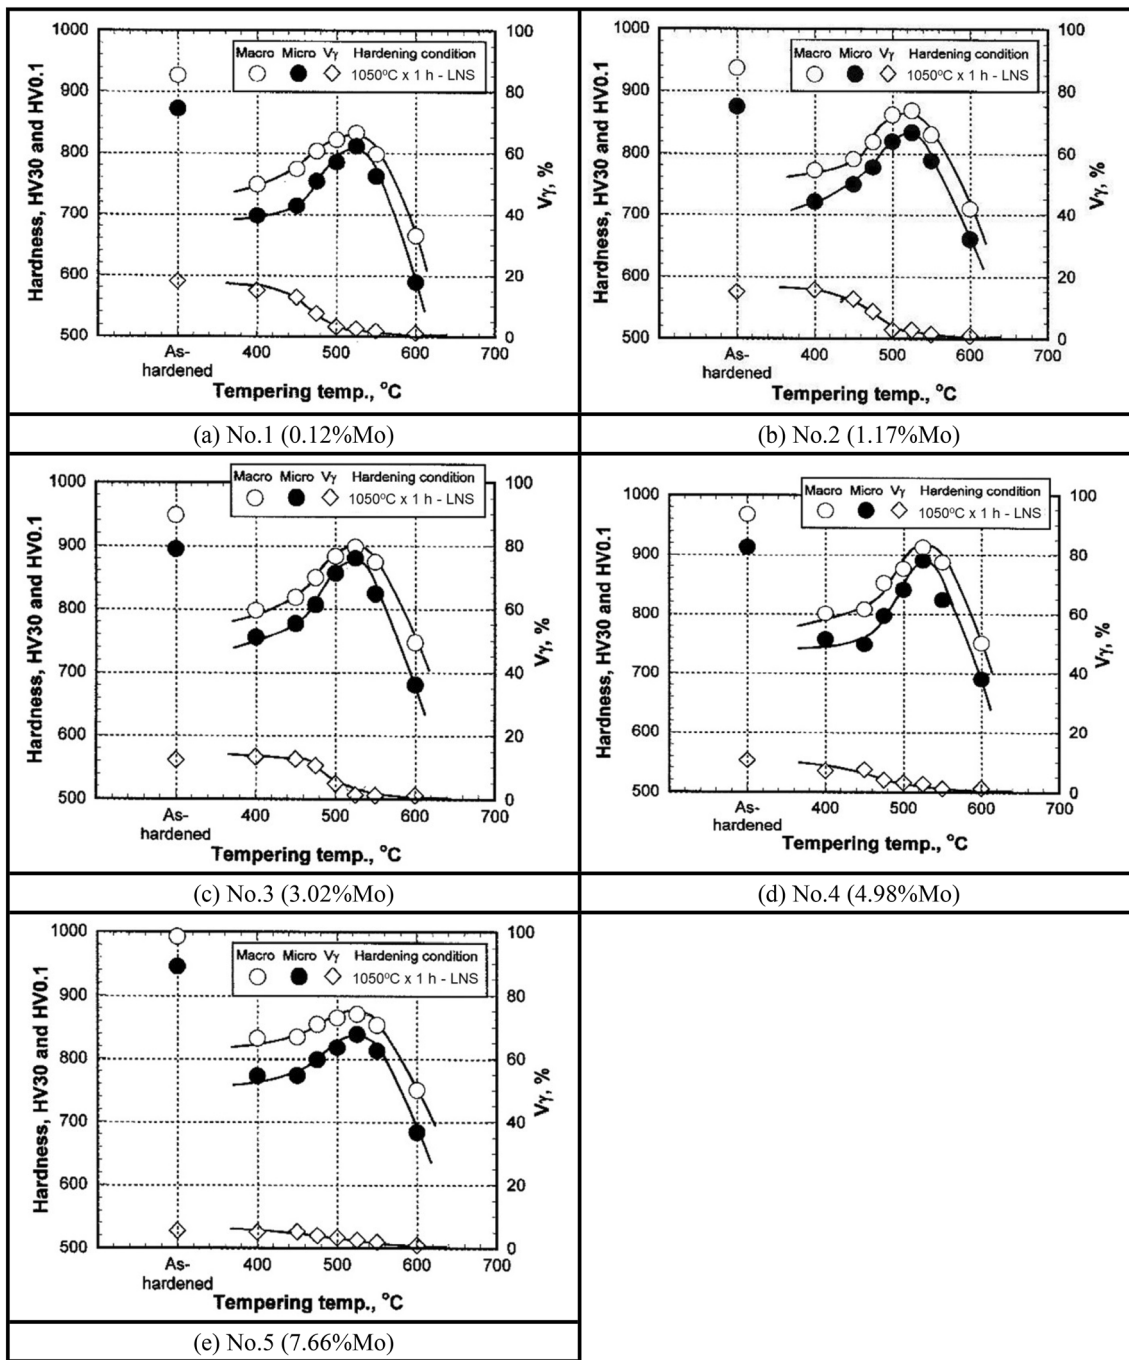 1000
900
800
700
600
500
Hardness, HV30 and HV0.1
Macro Micro Vγ Hardening condition
1050°C x 1 h - LNS
100
80
60
40
20
0
Vγ, %
As-hardened
400
500
600
700
Tempering temp., °C
(a) No.1 (0.12%Mo)
1000
900
800
700
600
500
Hardness, HV30 and HV0.1
Macro Micro Vγ Hardening condition
1050°C x 1 h - LNS
100
80
60
40
20
0
Vγ, %
As-hardened
400
500
600
700
Tempering temp., °C
(b) No.2 (1.17%Mo)
1000
900
800
700
600
500
Hardness, HV30 and HV0.1
Macro Micro Vγ Hardening condition
1050°C x 1 h - LNS
100
80
60
40
20
0
Vγ, %
As-hardened
400
500
600
700
Tempering temp., °C
(c) No.3 (3.02%Mo)
1000
900
800
700
600
500
Hardness, HV30 and HV0.1
Macro Micro Vγ Hardening condition
1050°C x 1 h - LNS
100
80
60
40
20
0
Vγ, %
As-hardened
400
500
600
700
Tempering temp., °C
(d) No.4 (4.98%Mo)
1000
900
800
700
600
500
Hardness, HV30 and HV0.1
Macro Micro Vγ Hardening condition
1050°C x 1 h - LNS
100
80
60
40
20
0
Vγ, %
As-hardened
400
500
600
700
Tempering temp., °C
(e) No.5 (7.66%Mo)